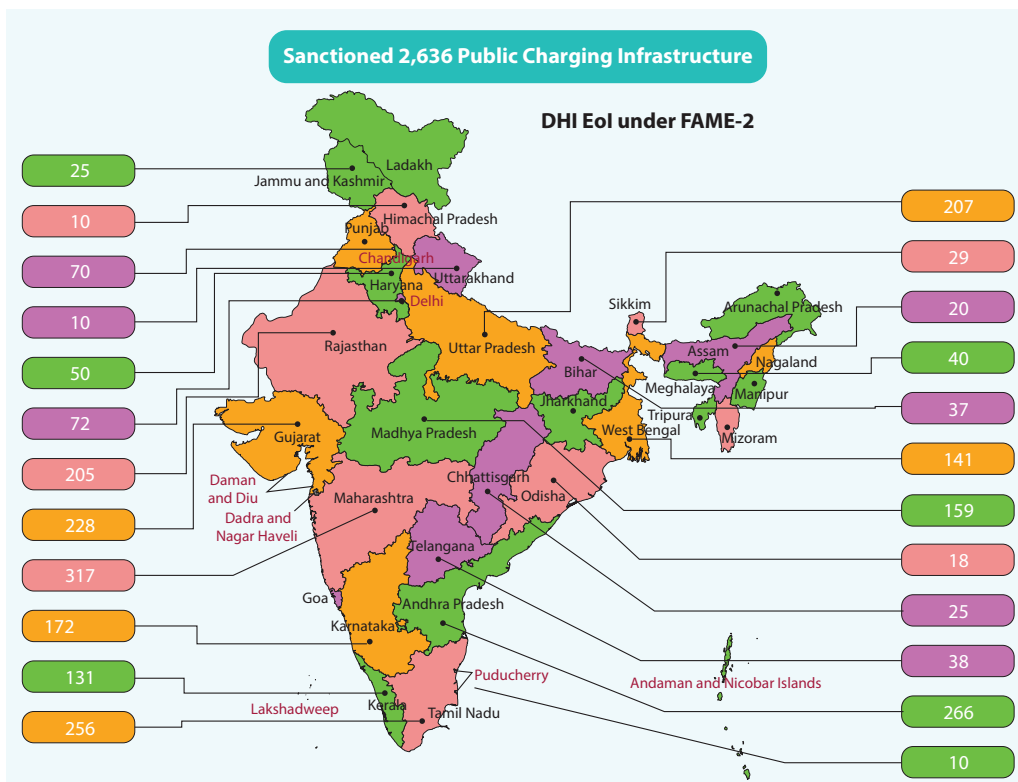 Sanctioned 2,636 Public Charging Infrastructure
DHI EoI under FAME-2
25
10
70
10
50
72
205
228
317
172
131
256
Ladakh
Jammu and Kashmir
Himachal Pradesh
Punjab
Chandigarh
Uttarakhand
Haryana
Delhi
Rajasthan
Uttar Pradesh
Sikkim
Arunachal Pradesh
Assam
Nagaland
Bihar
Meghalaya
Manipur
Jharkhand
Tripura
Mizoram
West Bengal
Gujarat
Madhya Pradesh
Daman
and Diu
Dadra and
Nagar Haveli
Maharashtra
Chhattisgarh
Odisha
Telangana
Goa
Andhra Pradesh
Karnataka
Puducherry
Andaman and Nicobar Islands
Lakshadweep
Kerala
Tamil Nadu
207
29
20
40
37
141
159
18
25
38
266
10